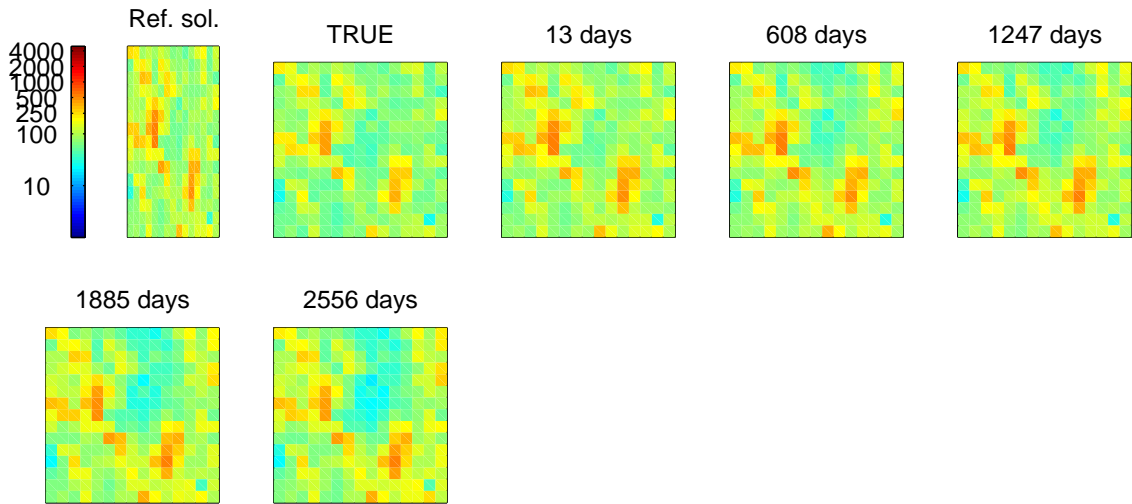 Ref. sol.
TRUE
13 days
608 days
1247 days
4000
2000
1000
500
250
100
10
1885 days
2556 days